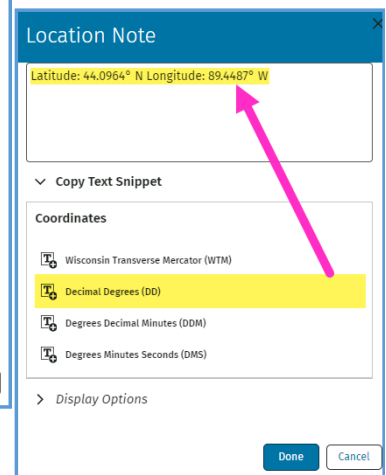 Location Note
Latitude: 44.0964° N Longitude: 89.4487° W
Copy Text Snippet
Coordinates
Wisconsin Transverse Mercator (WTM)
Decimal Degrees (DD)
Degrees Decimal Minutes (DDM)
Degrees Minutes Seconds (DMS)
Display Options
Done Cancel